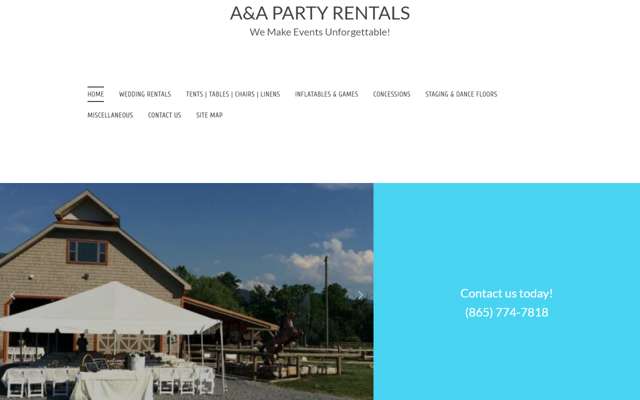 A&A PARTY RENTALS
We Make Events Unforgettable!
HOME WEDDING RENTALS TENTS | TABLES | CHAIRS | LINENS INFLATABLES & GAMES CONCESSIONS STAGING & DANCE FLOORS
MISCELLANEOUS CONTACT US SITE MAP
Contact us today!
(865) 774-7818